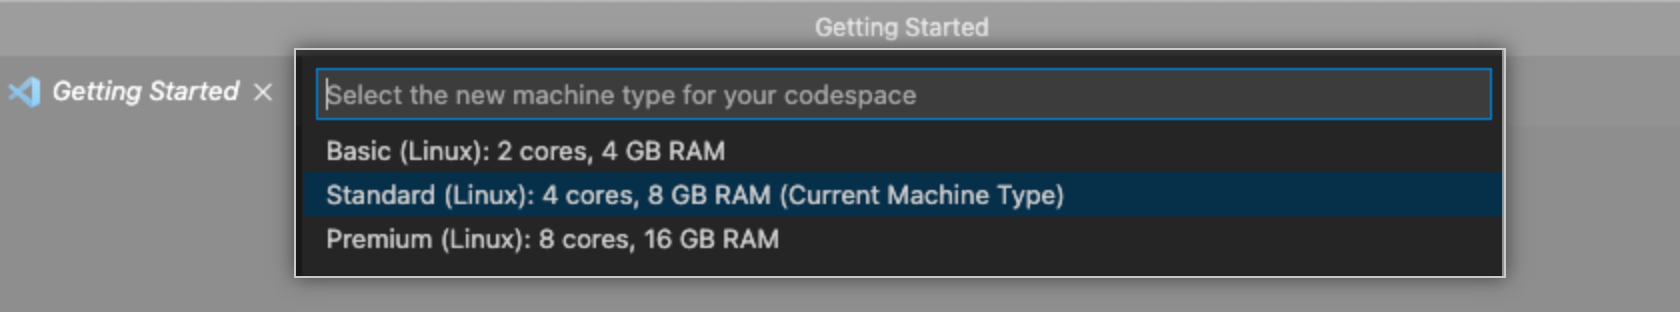 Getting Started
Getting Started
Select the new machine type for your codespace
Basic (Linux): 2 cores, 4 GB RAM
Standard (Linux): 4 cores, 8 GB RAM (Current Machine Type)
Premium (Linux): 8 cores, 16 GB RAM